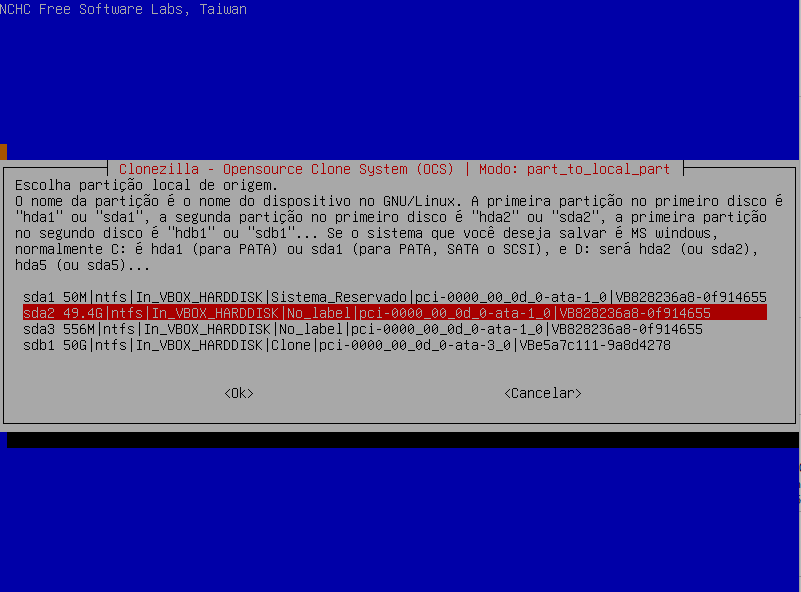 NCHC Free Software Labs, Taiwan
Clonezilla - Opensource Clone System (OCS) | Modo: part_to_local_part
Escolha partição local de origem.
O nome da partição é o nome do dispositivo no GNU/Linux. A primeira partição no primeiro disco é
"hda1" ou "sda1", a segunda partição no primeiro disco é "hda2" ou "sda2", a primeira partição
no segundo disco é "hdb1" ou "sdb1"... Se o sistema que você deseja salvar é MS windows,
normalmente C: é hda1 (para PATA) ou sda1 (para PATA, SATA o SCSI), e D: será hda2 (ou sda2),
hda5 (ou sda5)...
sda1 50M|ntfs|In_VBOX_HARDDISK|Sistema_Reservado|pci-0000_00_0d_0-ata-1_0|VB828236a8-0f914655
sda2 49.4G|ntfs|In_VBOX_HARDDISK|No_label|pci-0000_00_0d_0-ata-1_0|VB828236a8-0f914655
sda3 556M|ntfs|In_VBOX_HARDDISK|No_label|pci-0000_00_0d_0-ata-1_0|VB828236a8-0f914655
sdb1 50G|ntfs|In_VBOX_HARDDISK|Clone|pci-0000_00_0d_0-ata-3_0|VBe5a7c111-9a8d4278
<Ok> <Cancelar>